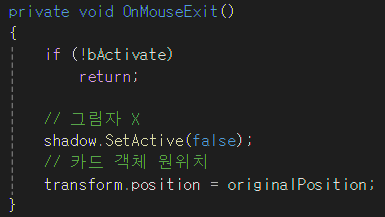 private void OnMouseExit()
{
if (!bActivate)
return;
// 그림자 X
shadow.SetActive(false);
// 카드 객체 원위치
transform.position = originalPosition;
}